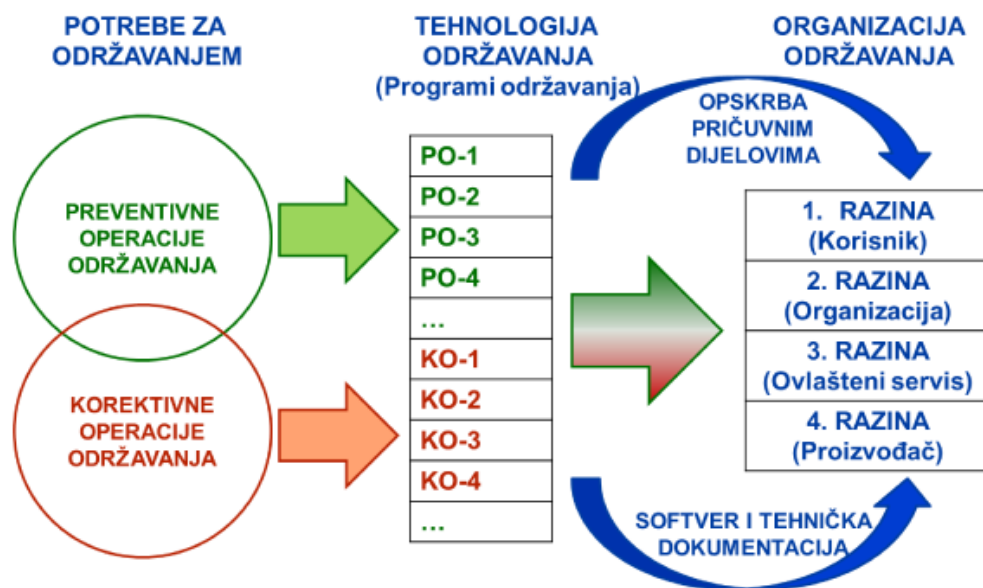 POTREBE ZA
ODRŽAVANJEM
TEHNOLOGIJA
ODRŽAVANJA
(Programi održavanja)
ORGANIZACIJA
ODRŽAVANJA
PREVENTIVNE
OPERACIJE
ODRŽAVANJA
KOREKTIVNE
OPERACIJE
ODRŽAVANJA
PO-1
PO-2
PO-3
PO-4
...
KO-1
KO-2
KO-3
KO-4
...
OPSKRBA
PRIČUVNIM
DIJELOVIMA
1. RAZINA
(Korisnik)
2. RAZINA
(Organizacija)
3. RAZINA
(Ovlašteni servis)
4. RAZINA
(Proizvođač)
SOFTVER I TEHNIČKA
DOKUMENTACIJA